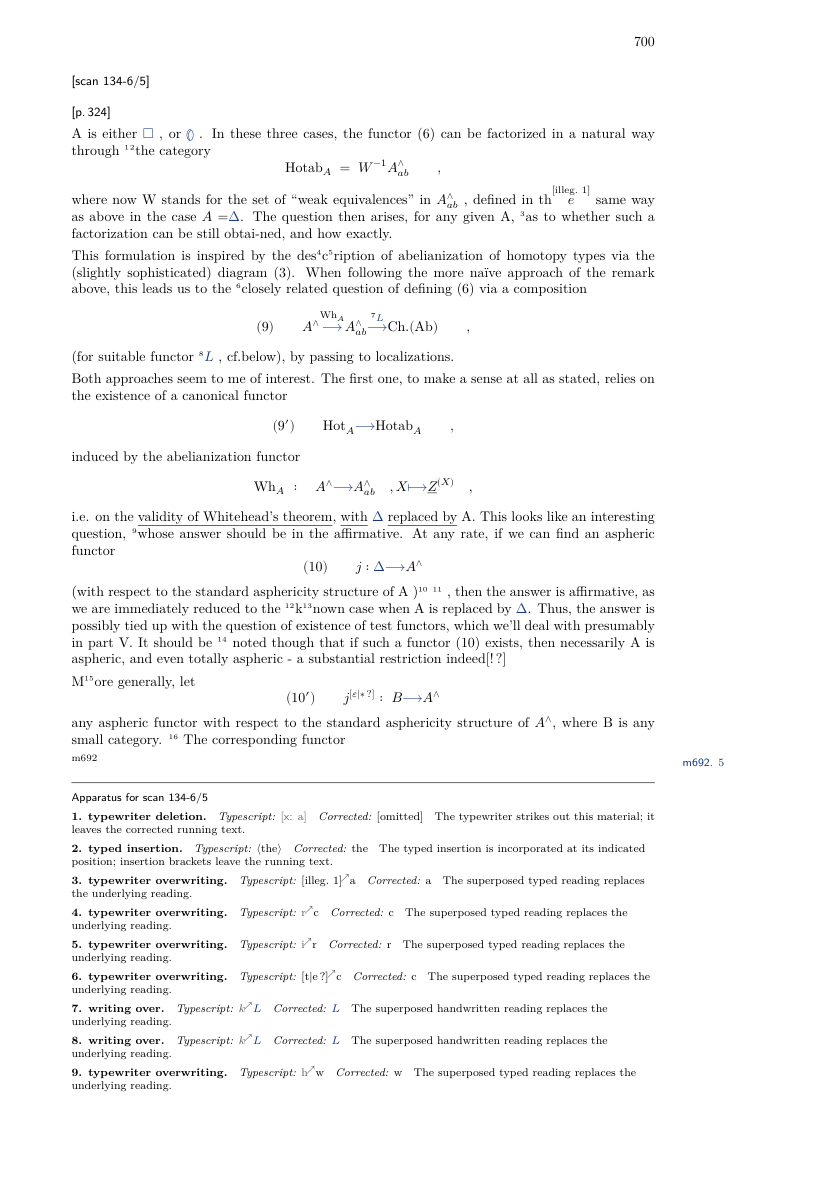 700
[scan 134-6/5]
[p. 324]
A is either □ , or () . In these three cases, the functor (6) can be factorized in a natural way
through ¹²the category
Hotab_A = W⁻¹A^∧_ab ,
where now W stands for the set of “weak equivalences” in A^∧_ab , defined in th[illeg. 1]e same way
as above in the case A =Δ. The question then arises, for any given A, ³as to whether such a
factorization can be still obtai-ned, and how exactly.
This formulation is inspired by the des⁴c⁵ription of abelianization of homotopy types via the
(slightly sophisticated) diagram (3). When following the more naïve approach of the remark
above, this leads us to the ⁶closely related question of defining (6) via a composition
(9) A^∧ —Wh_A→ A^∧_ab —⁷L→ Ch.(Ab) ,
(for suitable functor ⁸L , cf.below), by passing to localizations.
Both approaches seem to me of interest. The first one, to make a sense at all as stated, relies on
the existence of a canonical functor
(9′) Hot_A ⟶ Hotab_A ,
induced by the abelianization functor
Wh_A : A^∧ ⟶ A^∧_ab , X ⟼ Z^(X) ,
i.e. on the validity of Whitehead’s theorem, with Δ replaced by A. This looks like an interesting
question, ⁹whose answer should be in the affirmative. At any rate, if we can find an aspheric
functor
(10) j : Δ ⟶ A^∧
(with respect to the standard asphericity structure of A )¹⁰ ¹¹ , then the answer is affirmative, as
we are immediately reduced to the ¹²k¹³nown case when A is replaced by Δ. Thus, the answer is
possibly tied up with the question of existence of test functors, which we’ll deal with presumably
in part V. It should be ¹⁴ noted though that if such a functor (10) exists, then necessarily A is
aspheric, and even totally aspheric - a substantial restriction indeed[! ?]
M¹⁵ore generally, let
(10′) j[ε|∗ ?] : B ⟶ A^∧
any aspheric functor with respect to the standard asphericity structure of A^∧, where B is any
small category. ¹⁶ The corresponding functor
m692
m692. 5
Apparatus for scan 134-6/5
1. typewriter deletion. Typescript: [x: a] Corrected: [omitted] The typewriter strikes out this material; it
leaves the corrected running text.
2. typed insertion. Typescript: ⟨the⟩ Corrected: the The typed insertion is incorporated at its indicated
position; insertion brackets leave the running text.
3. typewriter overwriting. Typescript: [illeg. 1]↗a Corrected: a The superposed typed reading replaces
the underlying reading.
4. typewriter overwriting. Typescript: r↗c Corrected: c The superposed typed reading replaces the
underlying reading.
5. typewriter overwriting. Typescript: i↗r Corrected: r The superposed typed reading replaces the
underlying reading.
6. typewriter overwriting. Typescript: [t|e ?]↗c Corrected: c The superposed typed reading replaces the
underlying reading.
7. writing over. Typescript: k↗L Corrected: L The superposed handwritten reading replaces the
underlying reading.
8. writing over. Typescript: k↗L Corrected: L The superposed handwritten reading replaces the
underlying reading.
9. typewriter overwriting. Typescript: h↗w Corrected: w The superposed typed reading replaces the
underlying reading.